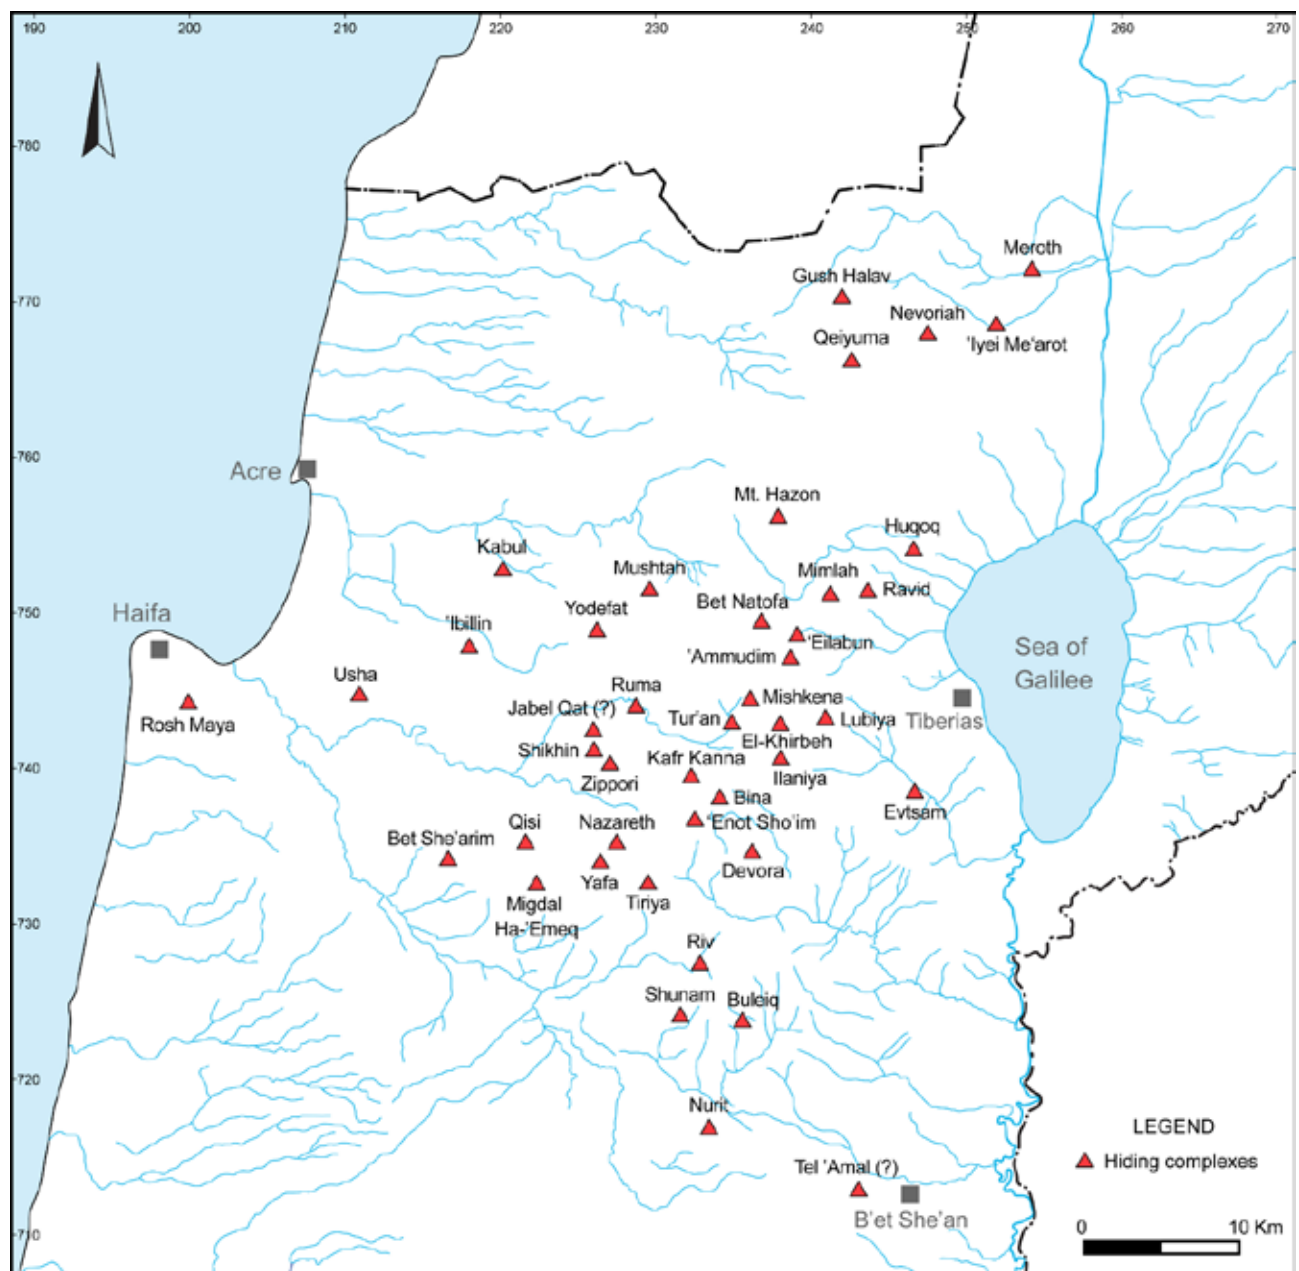 190
200
210
220
230
240
250
260
270
780
770
760
750
740
730
720
710
Meroth
Gush Halav
Nevoriah
'Iyei Me'arot
Qeiyuma
Acre
Mt. Hazon
Huqoq
Kabul
Mushtah
Mimlah
Ravid
Haifa
Yodefat
Bet Natofa
'Ibillin
'Eilabun
'Ammudim
Sea of
Galilee
Usha
Rosh Maya
Ruma
Mishkena
Jabel Qat (?)
Tur'an
Lubiya
Tiberias
El-Khirbeh
Shikhin
Kafr Kanna
Zippori
Ilaniya
Bina
Evtsam
Qisi
Nazareth
'Enot Sho'im
Bet She'arim
Devora
Yafa
Tiriya
Migdal
Ha-'Emeq
Riv
Shunam
Buleiq
Nurit
Tel 'Amal (?)
B'et She'an
LEGEND
Hiding complexes
0 10 Km